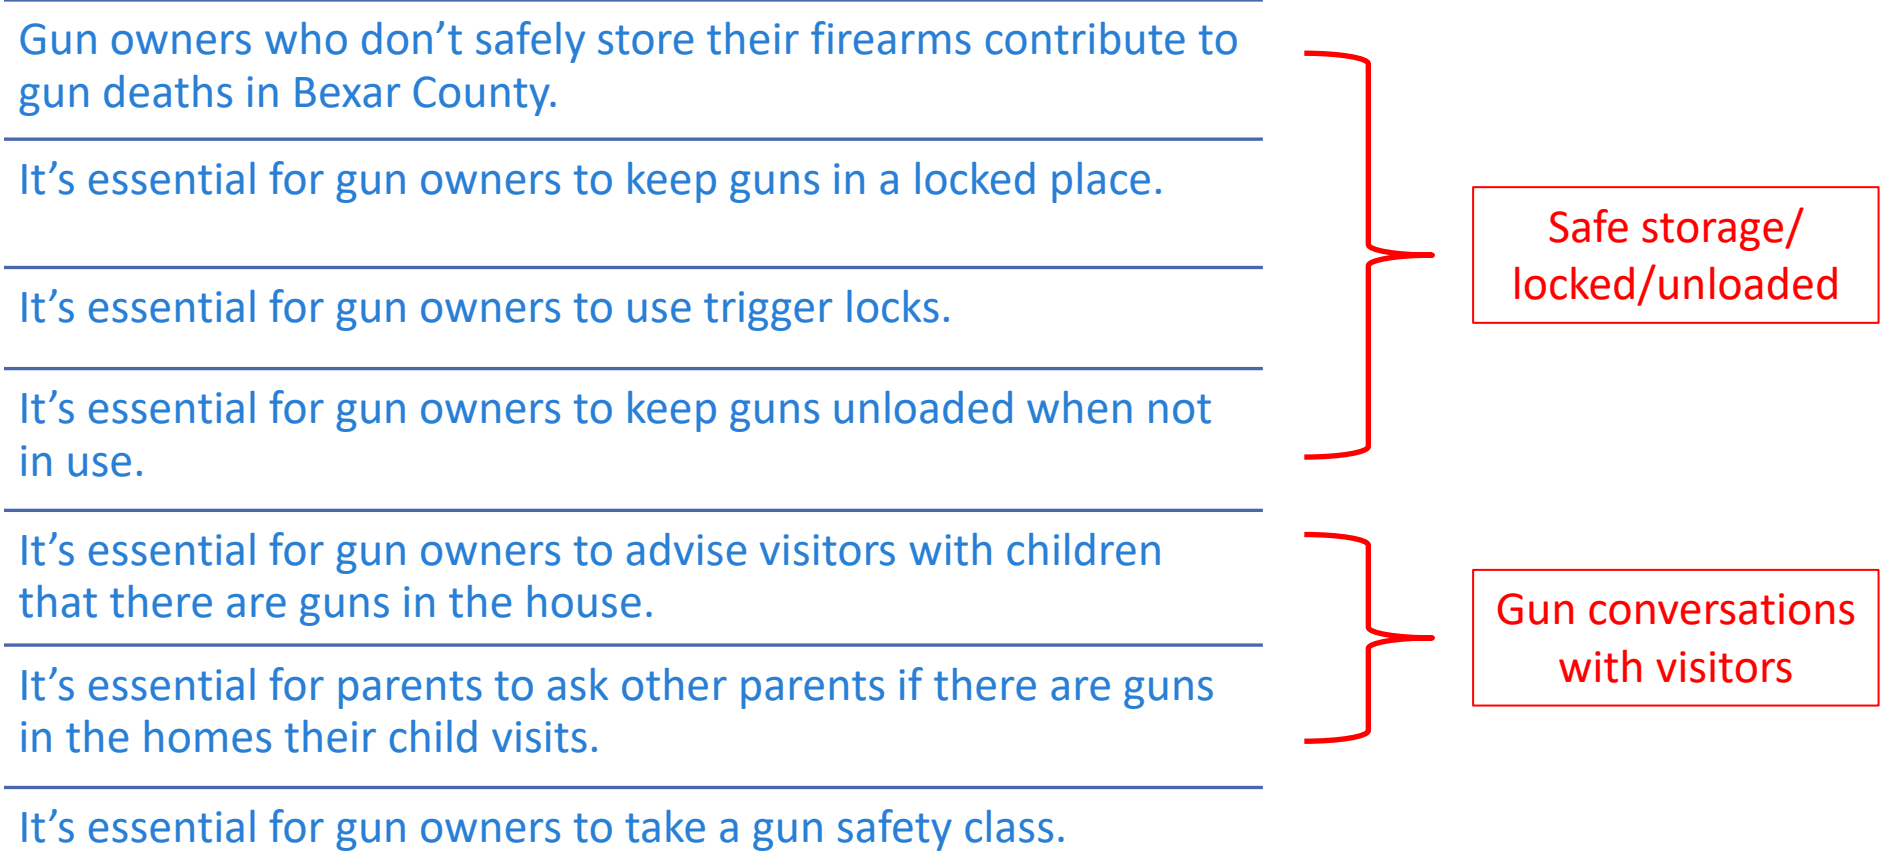 Gun owners who don’t safely store their firearms contribute to
gun deaths in Bexar County.
It’s essential for gun owners to keep guns in a locked place.
It’s essential for gun owners to use trigger locks.
It’s essential for gun owners to keep guns unloaded when not
in use.
Safe storage/
locked/unloaded
It’s essential for gun owners to advise visitors with children
that there are guns in the house.
It’s essential for parents to ask other parents if there are guns
in the homes their child visits.
Gun conversations
with visitors
It’s essential for gun owners to take a gun safety class.